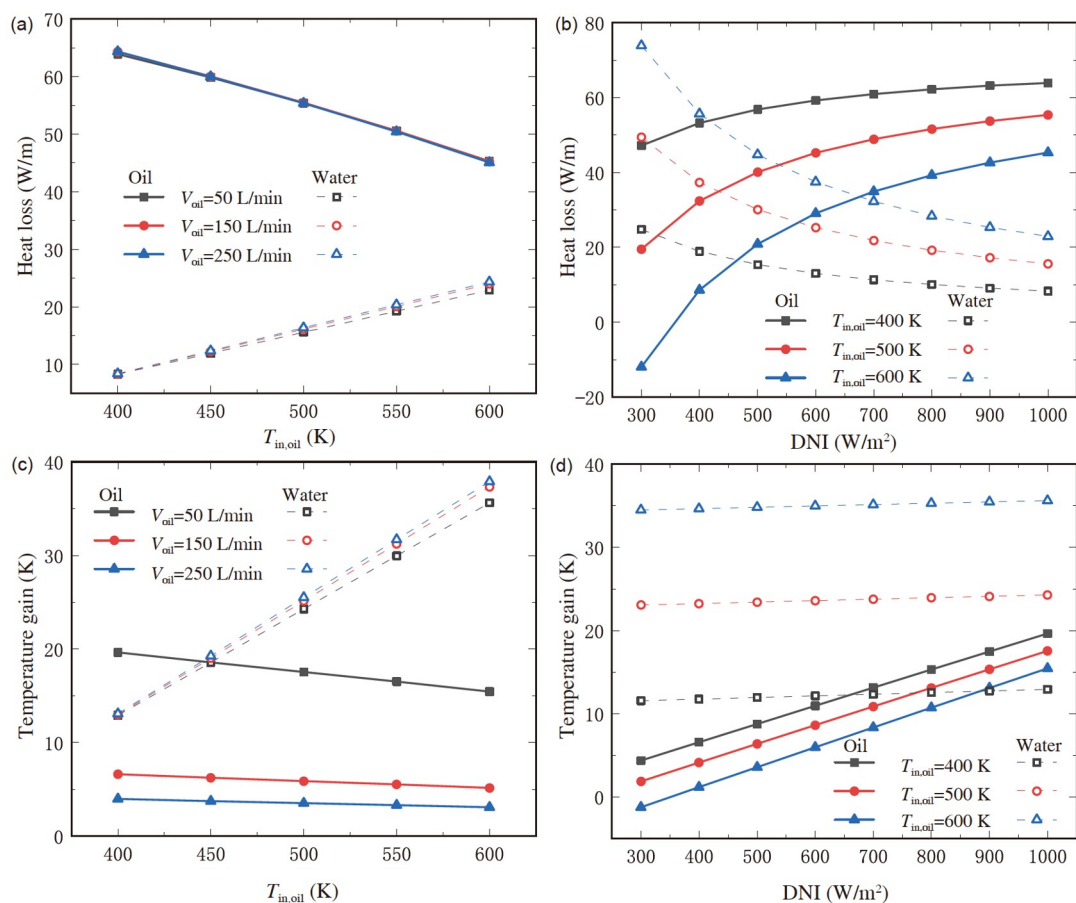 (a)
70
60
50
40
30
20
10
Heat loss (W/m)
Oil Water
V_oil=50 L/min
V_oil=150 L/min
V_oil=250 L/min
400 450 500 550 600
T_in,oil (K)
(b)
80
60
40
20
0
−20
Heat loss (W/m)
Oil Water
T_in,oil=400 K
T_in,oil=500 K
T_in,oil=600 K
300 400 500 600 700 800 900 1000
DNI (W/m²)
(c)
40
30
20
10
0
Temperature gain (K)
Oil Water
V_oil=50 L/min
V_oil=150 L/min
V_oil=250 L/min
400 450 500 550 600
T_in,oil (K)
(d)
40
30
20
10
0
Temperature gain (K)
Oil Water
T_in,oil=400 K
T_in,oil=500 K
T_in,oil=600 K
300 400 500 600 700 800 900 1000
DNI (W/m²)